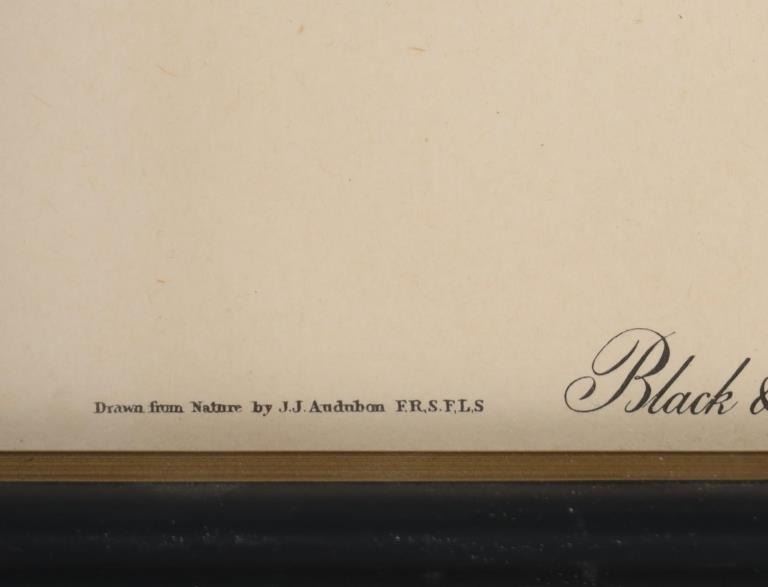 Drawn from Nature by J.J. Audubon F.R,S.F,L,S
Black &